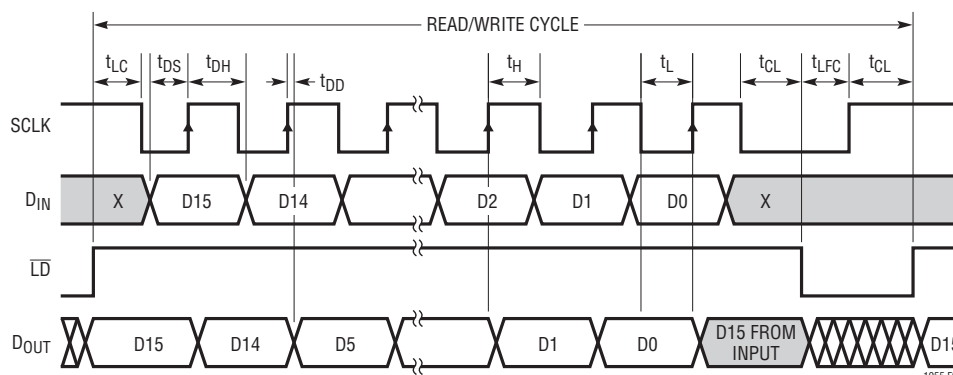 READ/WRITE CYCLE
tLC tDS tDH tDD tH tL tCL tLFC tCL
SCLK
DIN X D15 D14 D2 D1 D0 X
LD
DOUT D15 D14 D5 D1 D0 D15 FROM INPUT D15